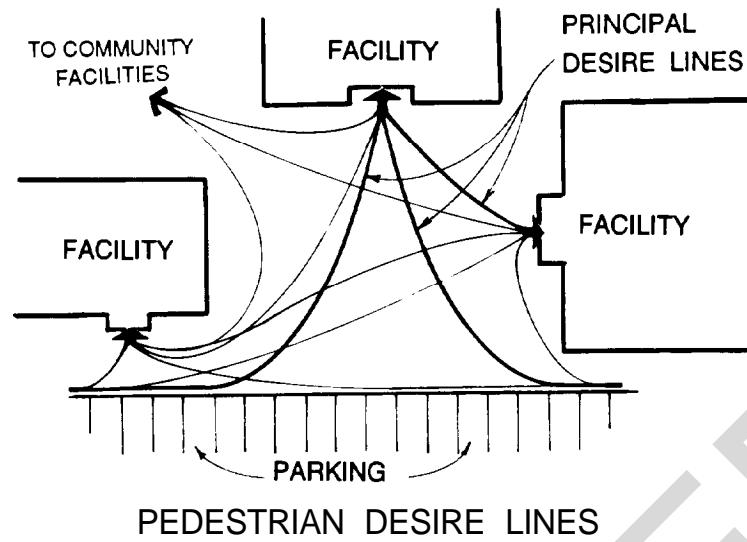 TO COMMUNITY
FACILITIES
FACILITY
PRINCIPAL
DESIRE LINES
FACILITY
FACILITY
PARKING
PEDESTRIAN DESIRE LINES